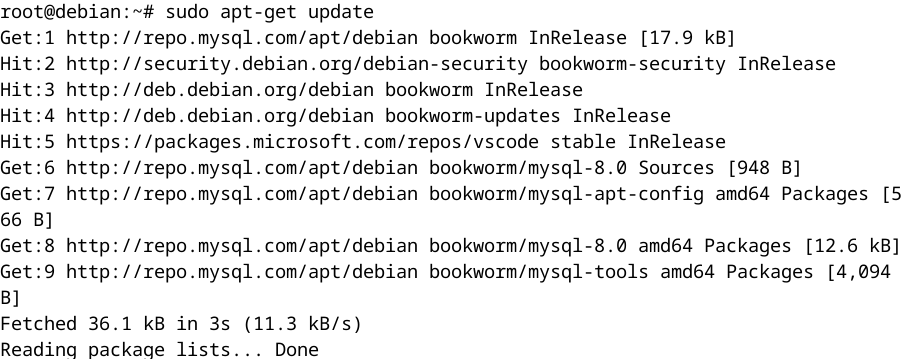 root@debian:~# sudo apt-get update
Get:1 http://repo.mysql.com/apt/debian bookworm InRelease [17.9 kB]
Hit:2 http://security.debian.org/debian-security bookworm-security InRelease
Hit:3 http://deb.debian.org/debian bookworm InRelease
Hit:4 http://deb.debian.org/debian bookworm-updates InRelease
Hit:5 https://packages.microsoft.com/repos/vscode stable InRelease
Get:6 http://repo.mysql.com/apt/debian bookworm/mysql-8.0 Sources [948 B]
Get:7 http://repo.mysql.com/apt/debian bookworm/mysql-apt-config amd64 Packages [5
66 B]
Get:8 http://repo.mysql.com/apt/debian bookworm/mysql-8.0 amd64 Packages [12.6 kB]
Get:9 http://repo.mysql.com/apt/debian bookworm/mysql-tools amd64 Packages [4,094
B]
Fetched 36.1 kB in 3s (11.3 kB/s)
Reading package lists... Done